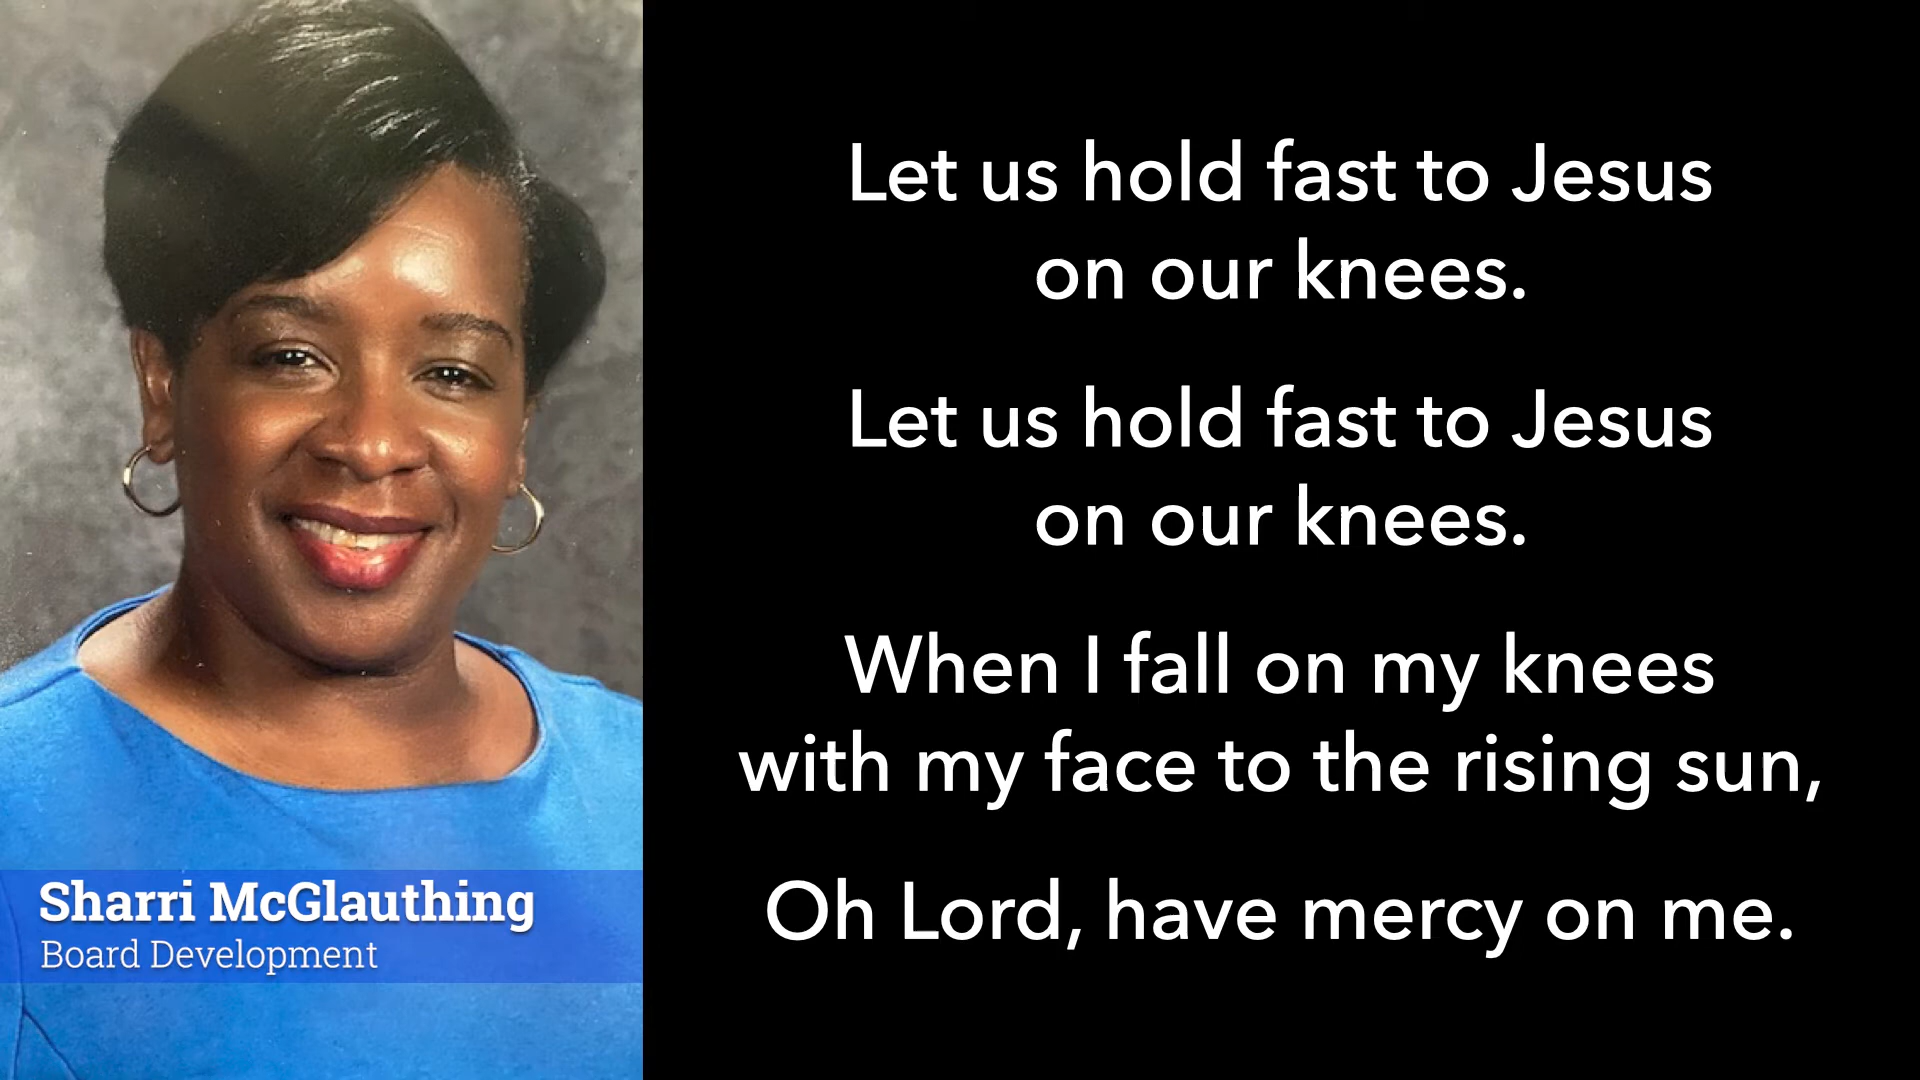 Let us hold fast to Jesus
on our knees.
Let us hold fast to Jesus
on our knees.
When I fall on my knees
with my face to the rising sun,
Oh Lord, have mercy on me.
Sharri McGlauthing
Board Development